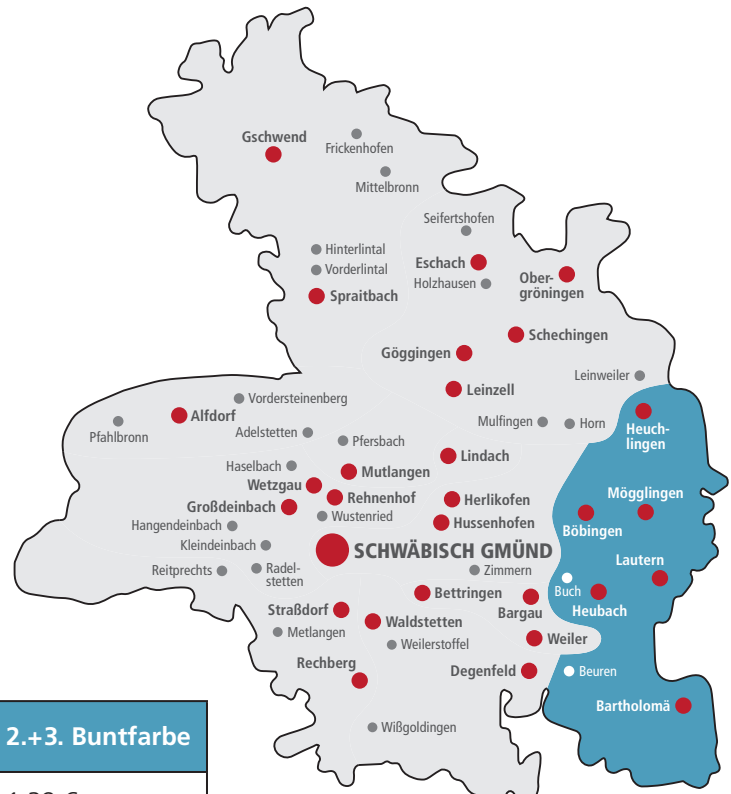 Gschwend
Frickenhofen
Mittelbronn
Seifertshofen
Hinterlintal
Vorderlintal
Spraitbach
Eschach
Holzhausen
Ober-
gröningen
Schechingen
Göggingen
Leinzell
Leinweiler
Vordersteinenberg
Alfdorf
Pfahlbronn
Adelstetten
Pfersbach
Mulfingen
Horn
Heuch-
lingen
Lindach
Haselbach
Mutlangen
Wetzgau
Rehnenhof
Großdeinbach
Wustenried
Herlikofen
Hussenhofen
Mögglingen
Böbingen
Hangendeinbach
Kleindeinbach
SCHWÄBISCH GMÜND
Reitprechts
Radel-
stetten
Zimmern
Lautern
Buch
Heubach
Bettringen
Bargau
Straßdorf
Waldstetten
Metlangen
Weilerstoffel
Weiler
Rechberg
Degenfeld
Beuren
Bartholomä
Wißgoldingen
2.+3. Buntfarbe